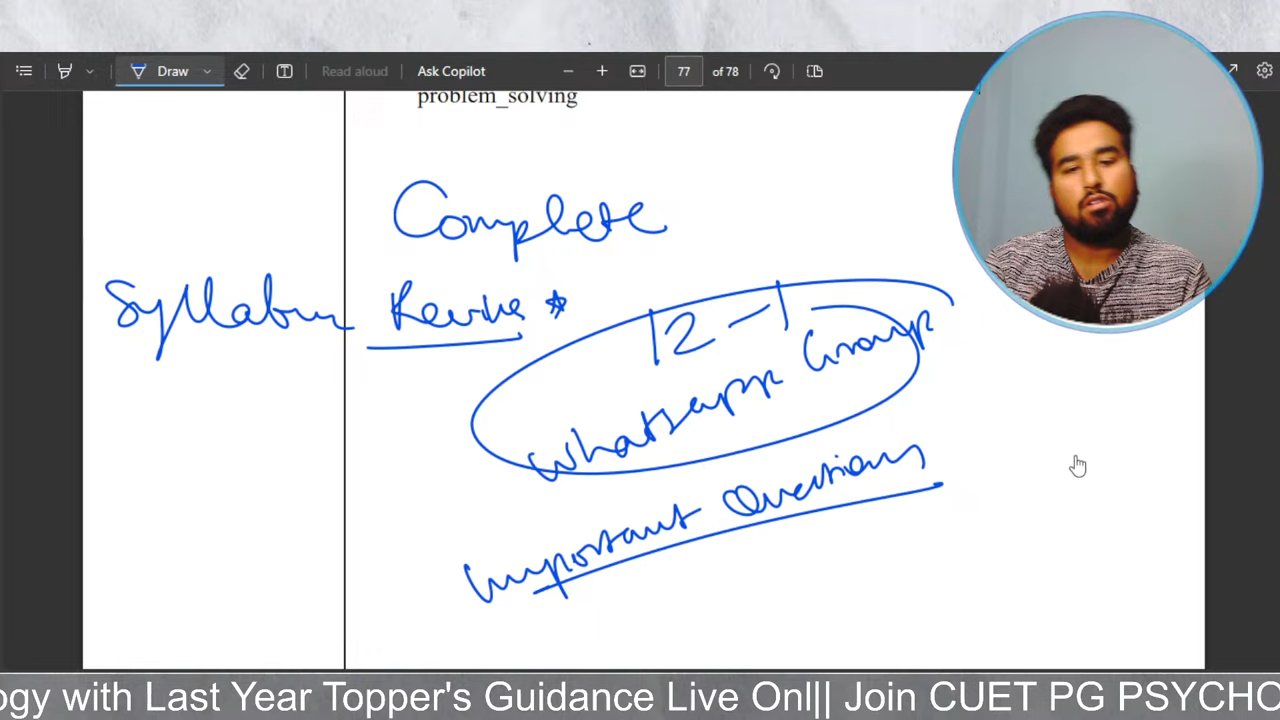 Draw
Read aloud
Ask Copilot
77 of 78
problem_solving
Complete
Syllabus Revise
12-1
Whatsapp Group
Important Questions
ogy with Last Year Topper's Guidance Live Onl|| Join CUET PG PSYCHO